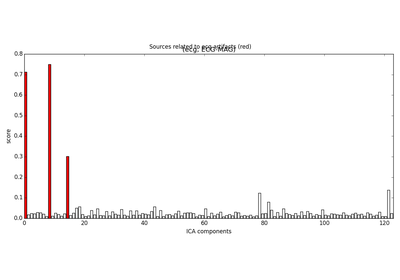 Sources related to ecg artifacts (red)
(ecg, ECG-MAG)
0.8
0.7
0.6
0.5
0.4
0.3
0.2
0.1
0.0
score
0 20 40 60 80 100 120
ICA components